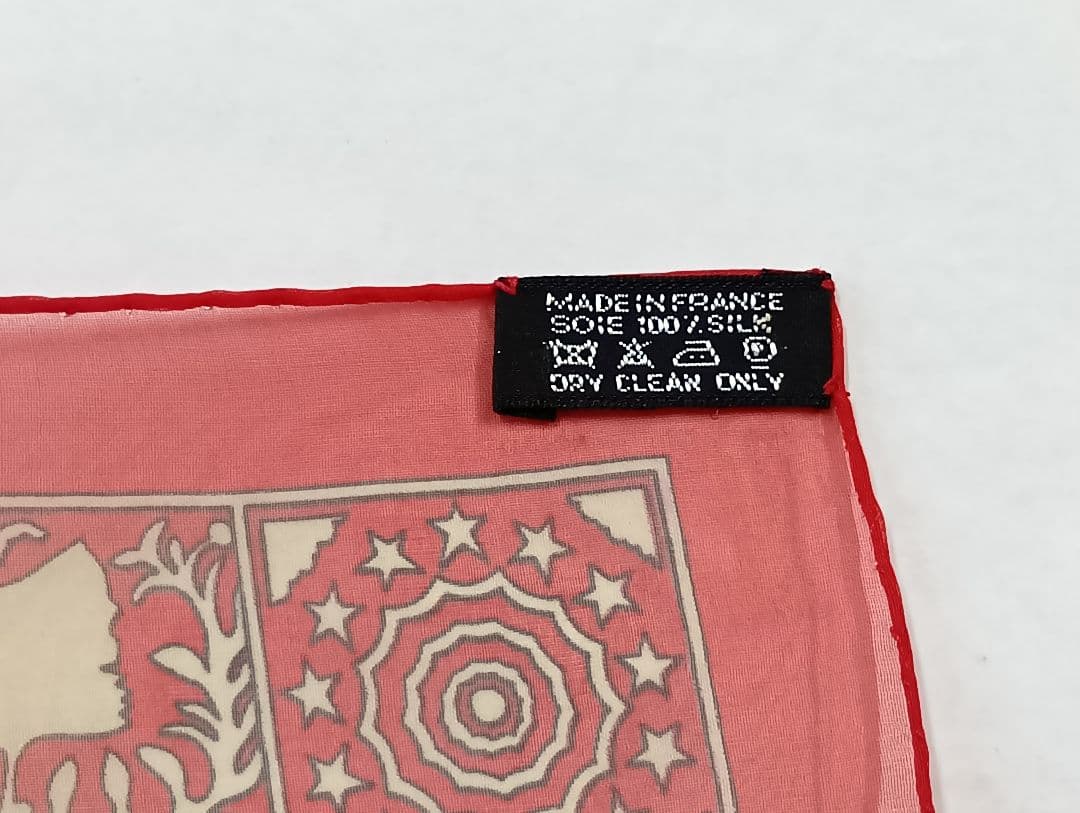 MADE IN FRANCE
SOIE 100% SILK
DRY CLEAN ONLY